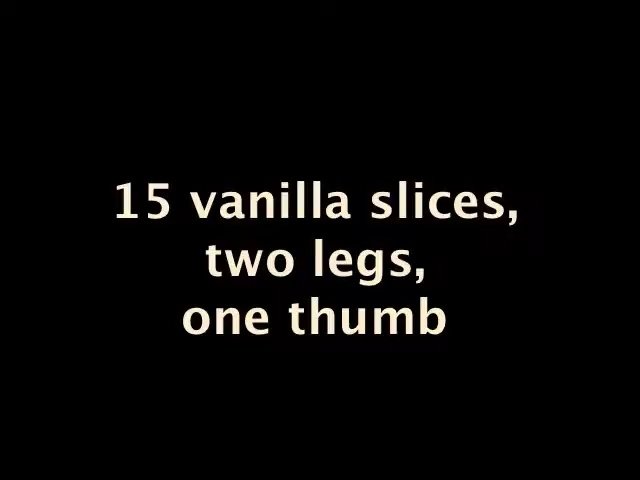 15 vanilla slices,
two legs,
one thumb